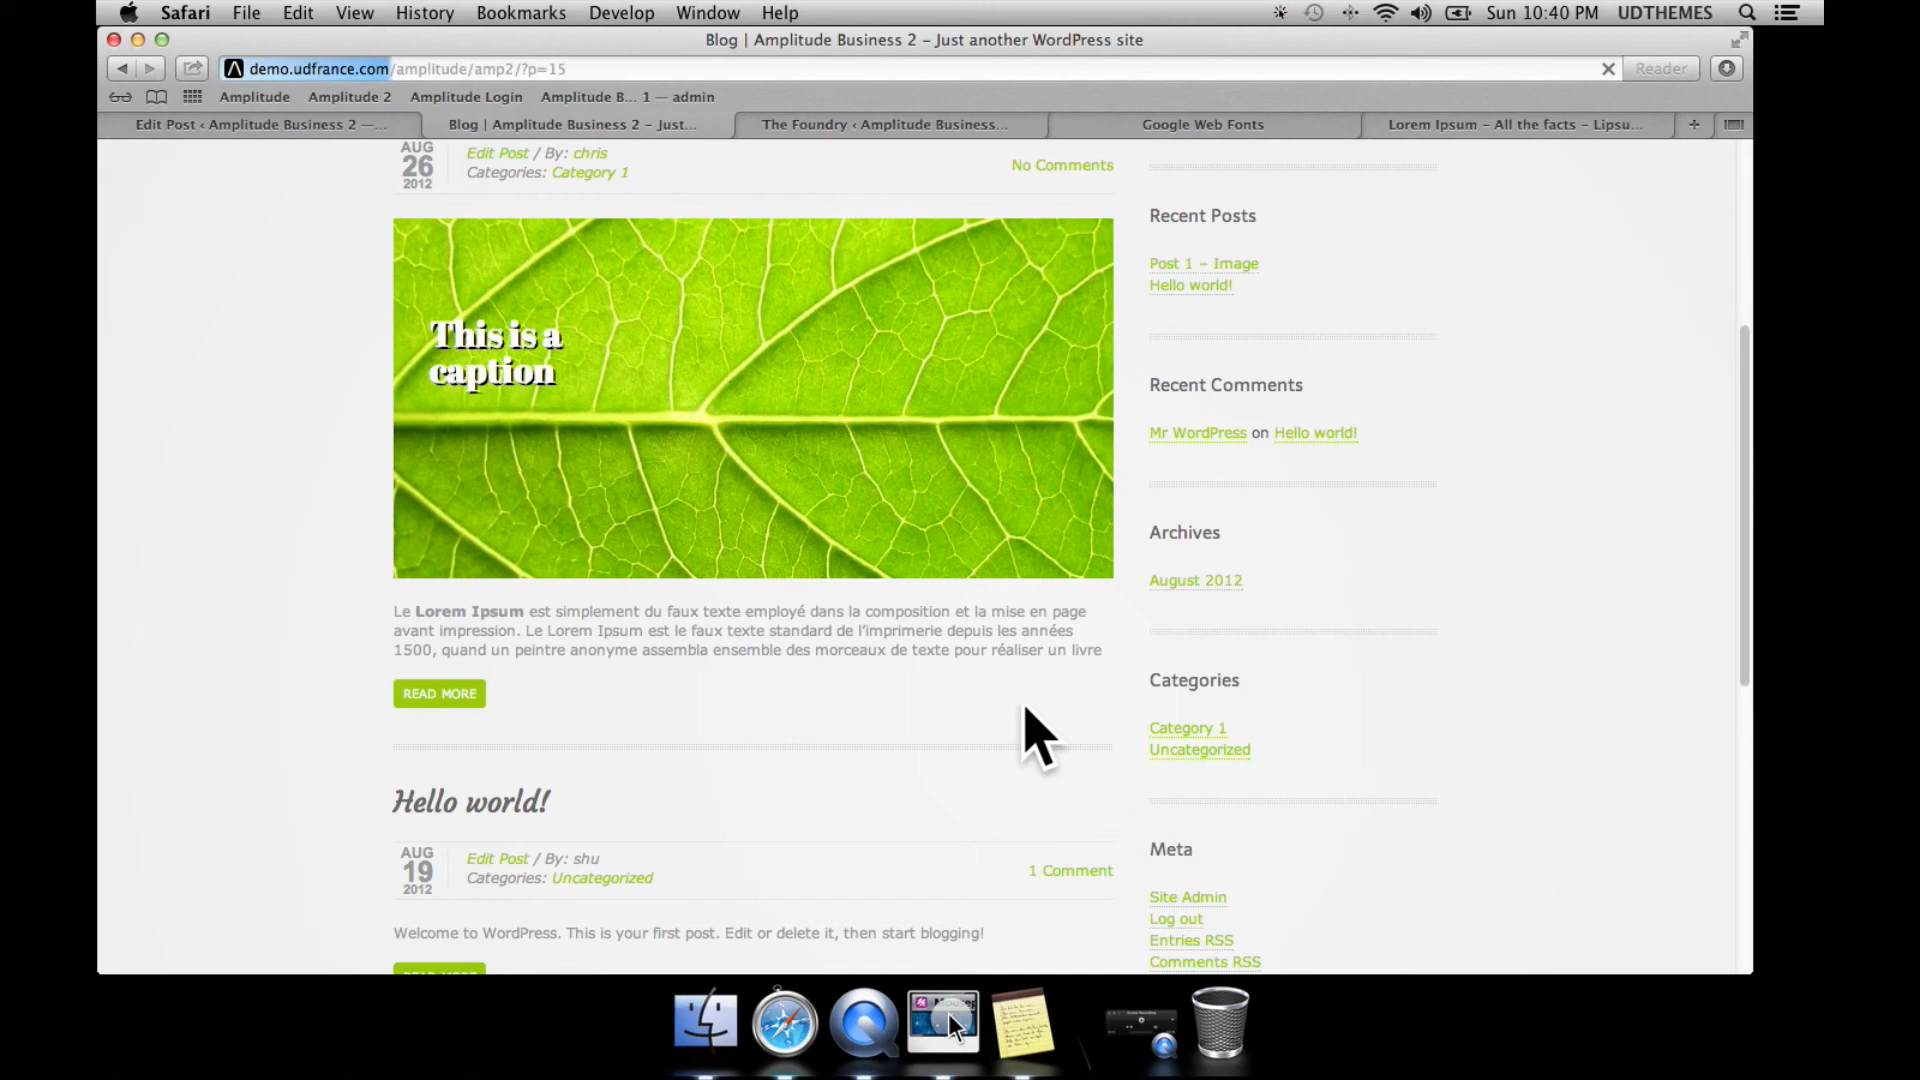 Safari File Edit View History Bookmarks Develop Window Help Sun 10:40 PM UDTHEMES
Blog | Amplitude Business 2 – Just another WordPress site
demo.udfrance.com/amplitude/amp2/?p=15 Reader
Amplitude Amplitude 2 Amplitude Login Amplitude B... 1 — admin
Edit Post ‹ Amplitude Business 2 —... Blog | Amplitude Business 2 – Just... The Foundry ‹ Amplitude Business... Google Web Fonts Lorem Ipsum – All the facts – Lipsu...
AUG
26
2012
Edit Post / By: chris
Categories: Category 1
No Comments
This is a
caption
Le Lorem Ipsum est simplement du faux texte employé dans la composition et la mise en page
avant impression. Le Lorem Ipsum est le faux texte standard de l'imprimerie depuis les années
1500, quand un peintre anonyme assembla ensemble des morceaux de texte pour réaliser un livre
READ MORE
Hello world!
AUG
19
2012
Edit Post / By: shu
Categories: Uncategorized
1 Comment
Welcome to WordPress. This is your first post. Edit or delete it, then start blogging!
READ MORE
Recent Posts
Post 1 – Image
Hello world!
Recent Comments
Mr WordPress on Hello world!
Archives
August 2012
Categories
Category 1
Uncategorized
Meta
Site Admin
Log out
Entries RSS
Comments RSS